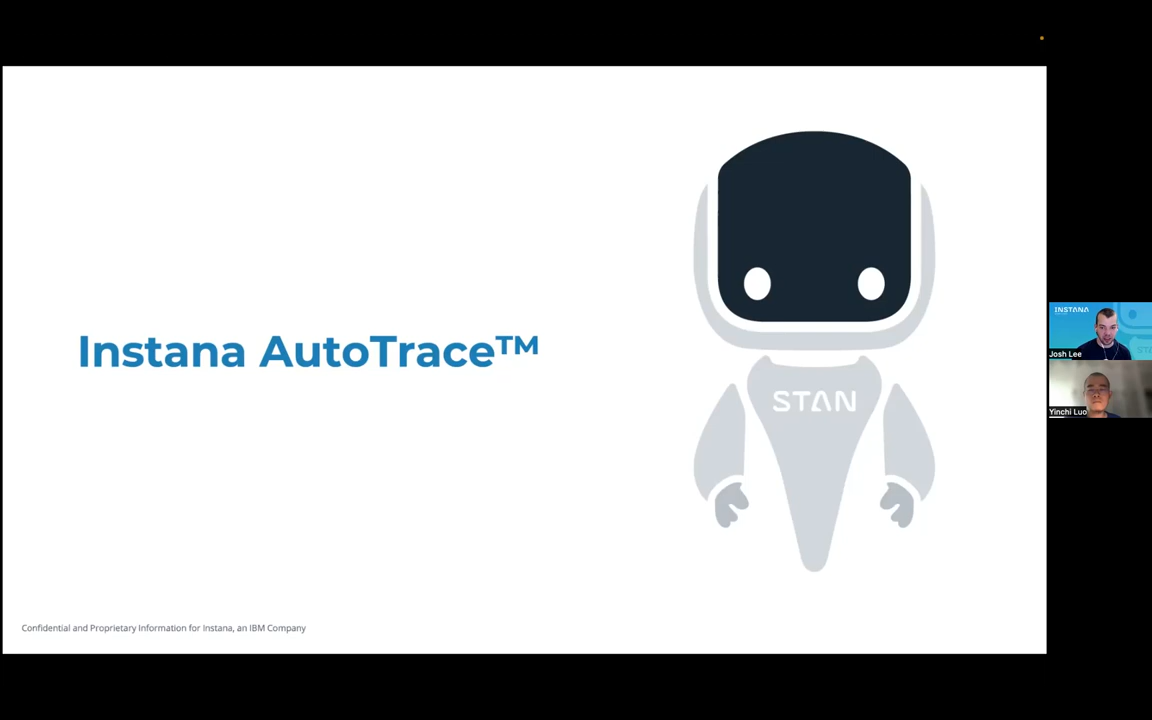 Instana AutoTrace™
STAN
INSTANA
Josh Lee
Yinchi Luo
Confidential and Proprietary Information for Instana, an IBM Company